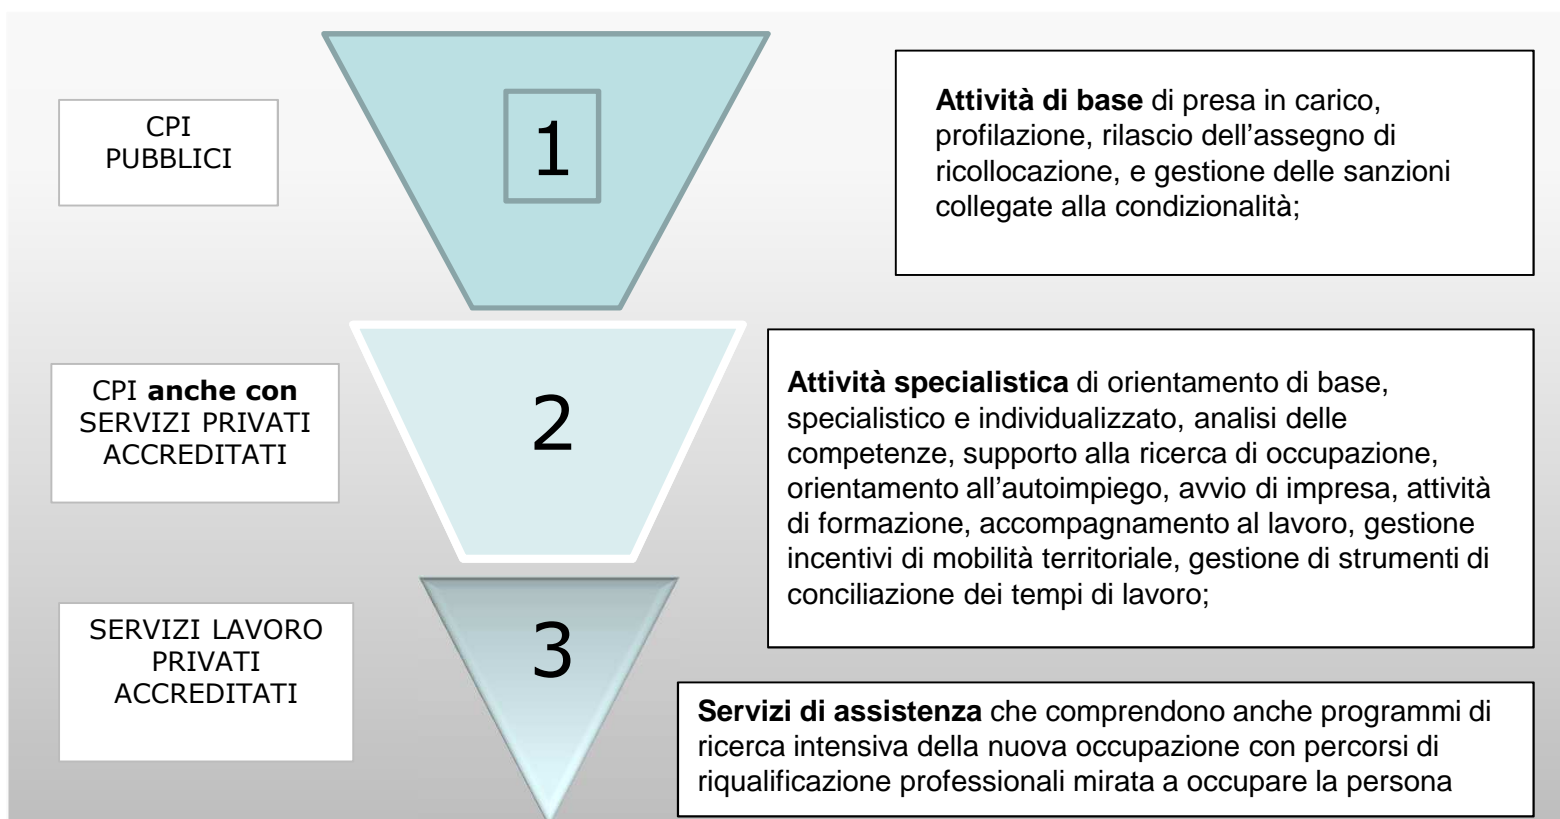 CPI
PUBBLICI
1
Attività di base di presa in carico,
profilazione, rilascio dell’assegno di
ricollocazione, e gestione delle sanzioni
collegate alla condizionalità;
CPI anche con
SERVIZI PRIVATI
ACCREDITATI
2
Attività specialistica di orientamento di base,
specialistico e individualizzato, analisi delle
competenze, supporto alla ricerca di occupazione,
orientamento all’autoimpiego, avvio di impresa, attività
di formazione, accompagnamento al lavoro, gestione
incentivi di mobilità territoriale, gestione di strumenti di
conciliazione dei tempi di lavoro;
SERVIZI LAVORO
PRIVATI
ACCREDITATI
3
Servizi di assistenza che comprendono anche programmi di
ricerca intensiva della nuova occupazione con percorsi di
riqualificazione professionali mirata a occupare la persona